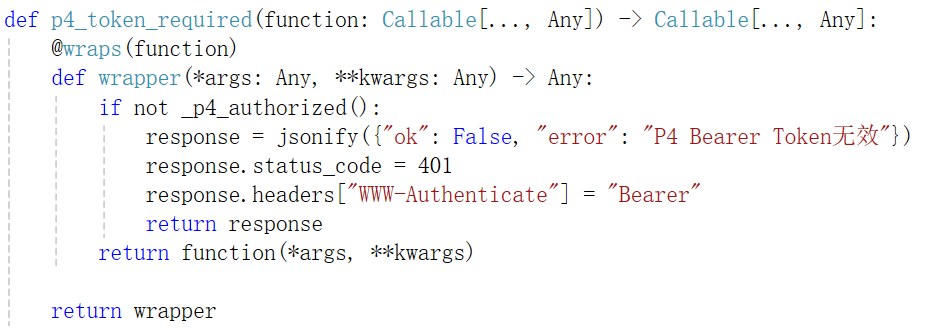 def p4_token_required(function: Callable[..., Any]) -> Callable[..., Any]:
    @wraps(function)
    def wrapper(*args: Any, **kwargs: Any) -> Any:
        if not _p4_authorized():
            response = jsonify({"ok": False, "error": "P4 Bearer Token无效"})
            response.status_code = 401
            response.headers["WWW-Authenticate"] = "Bearer"
            return response
        return function(*args, **kwargs)

    return wrapper